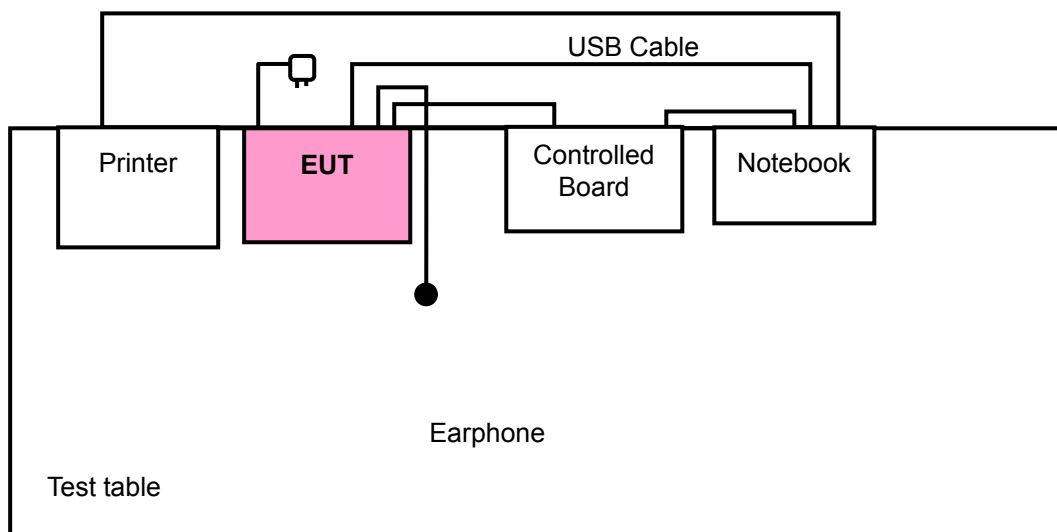 USB Cable
Printer
EUT
Controlled
Board
Notebook
Earphone
Test table